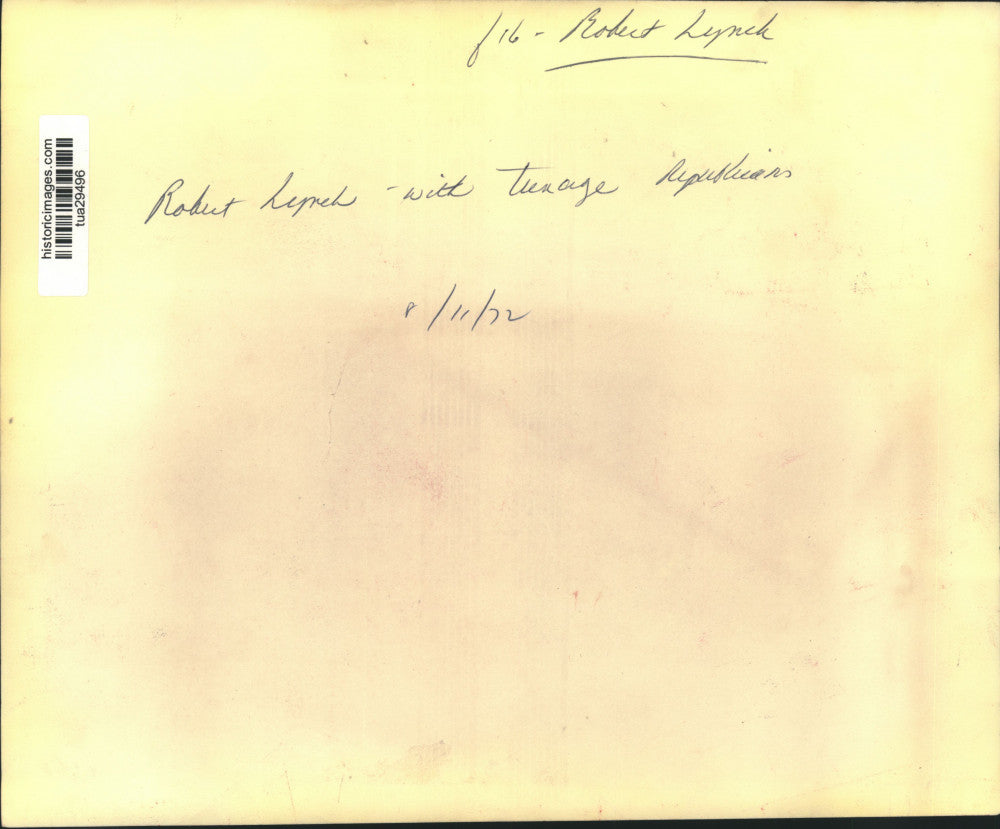 f16 - Robert Lynch
historicimages.com
tua29496
Robert Lynch - with teenage Republicans
8/11/72